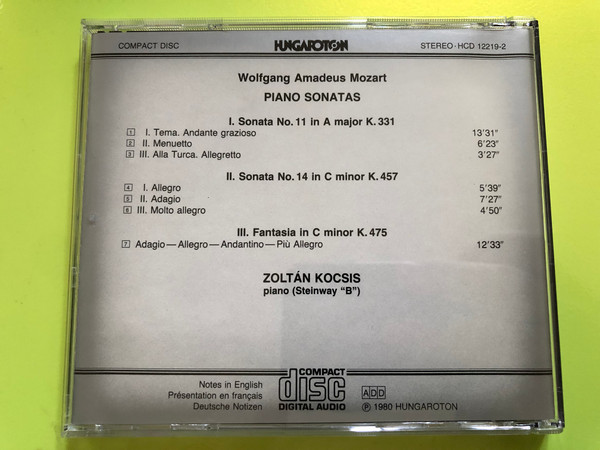 COMPACT DISC HUNGAROTON STEREO · HCD 12219-2
Wolfgang Amadeus Mozart
PIANO SONATAS
I. Sonata No. 11 in A major K. 331
1 I. Tema. Andante grazioso 13'31"
2 II. Menuetto 6'23"
3 III. Alla Turca. Allegretto 3'27"
II. Sonata No. 14 in C minor K. 457
4 I. Allegro 5'39"
5 II. Adagio 7'27"
6 III. Molto allegro 4'50"
III. Fantasia in C minor K. 475
7 Adagio — Allegro — Andantino — Più Allegro 12'33"
ZOLTÁN KOCSIS
piano (Steinway "B")
Notes in English
Présentation en français
Deutsche Notizen
COMPACT
disc
DIGITAL AUDIO
ADD
℗ 1980 HUNGAROTON